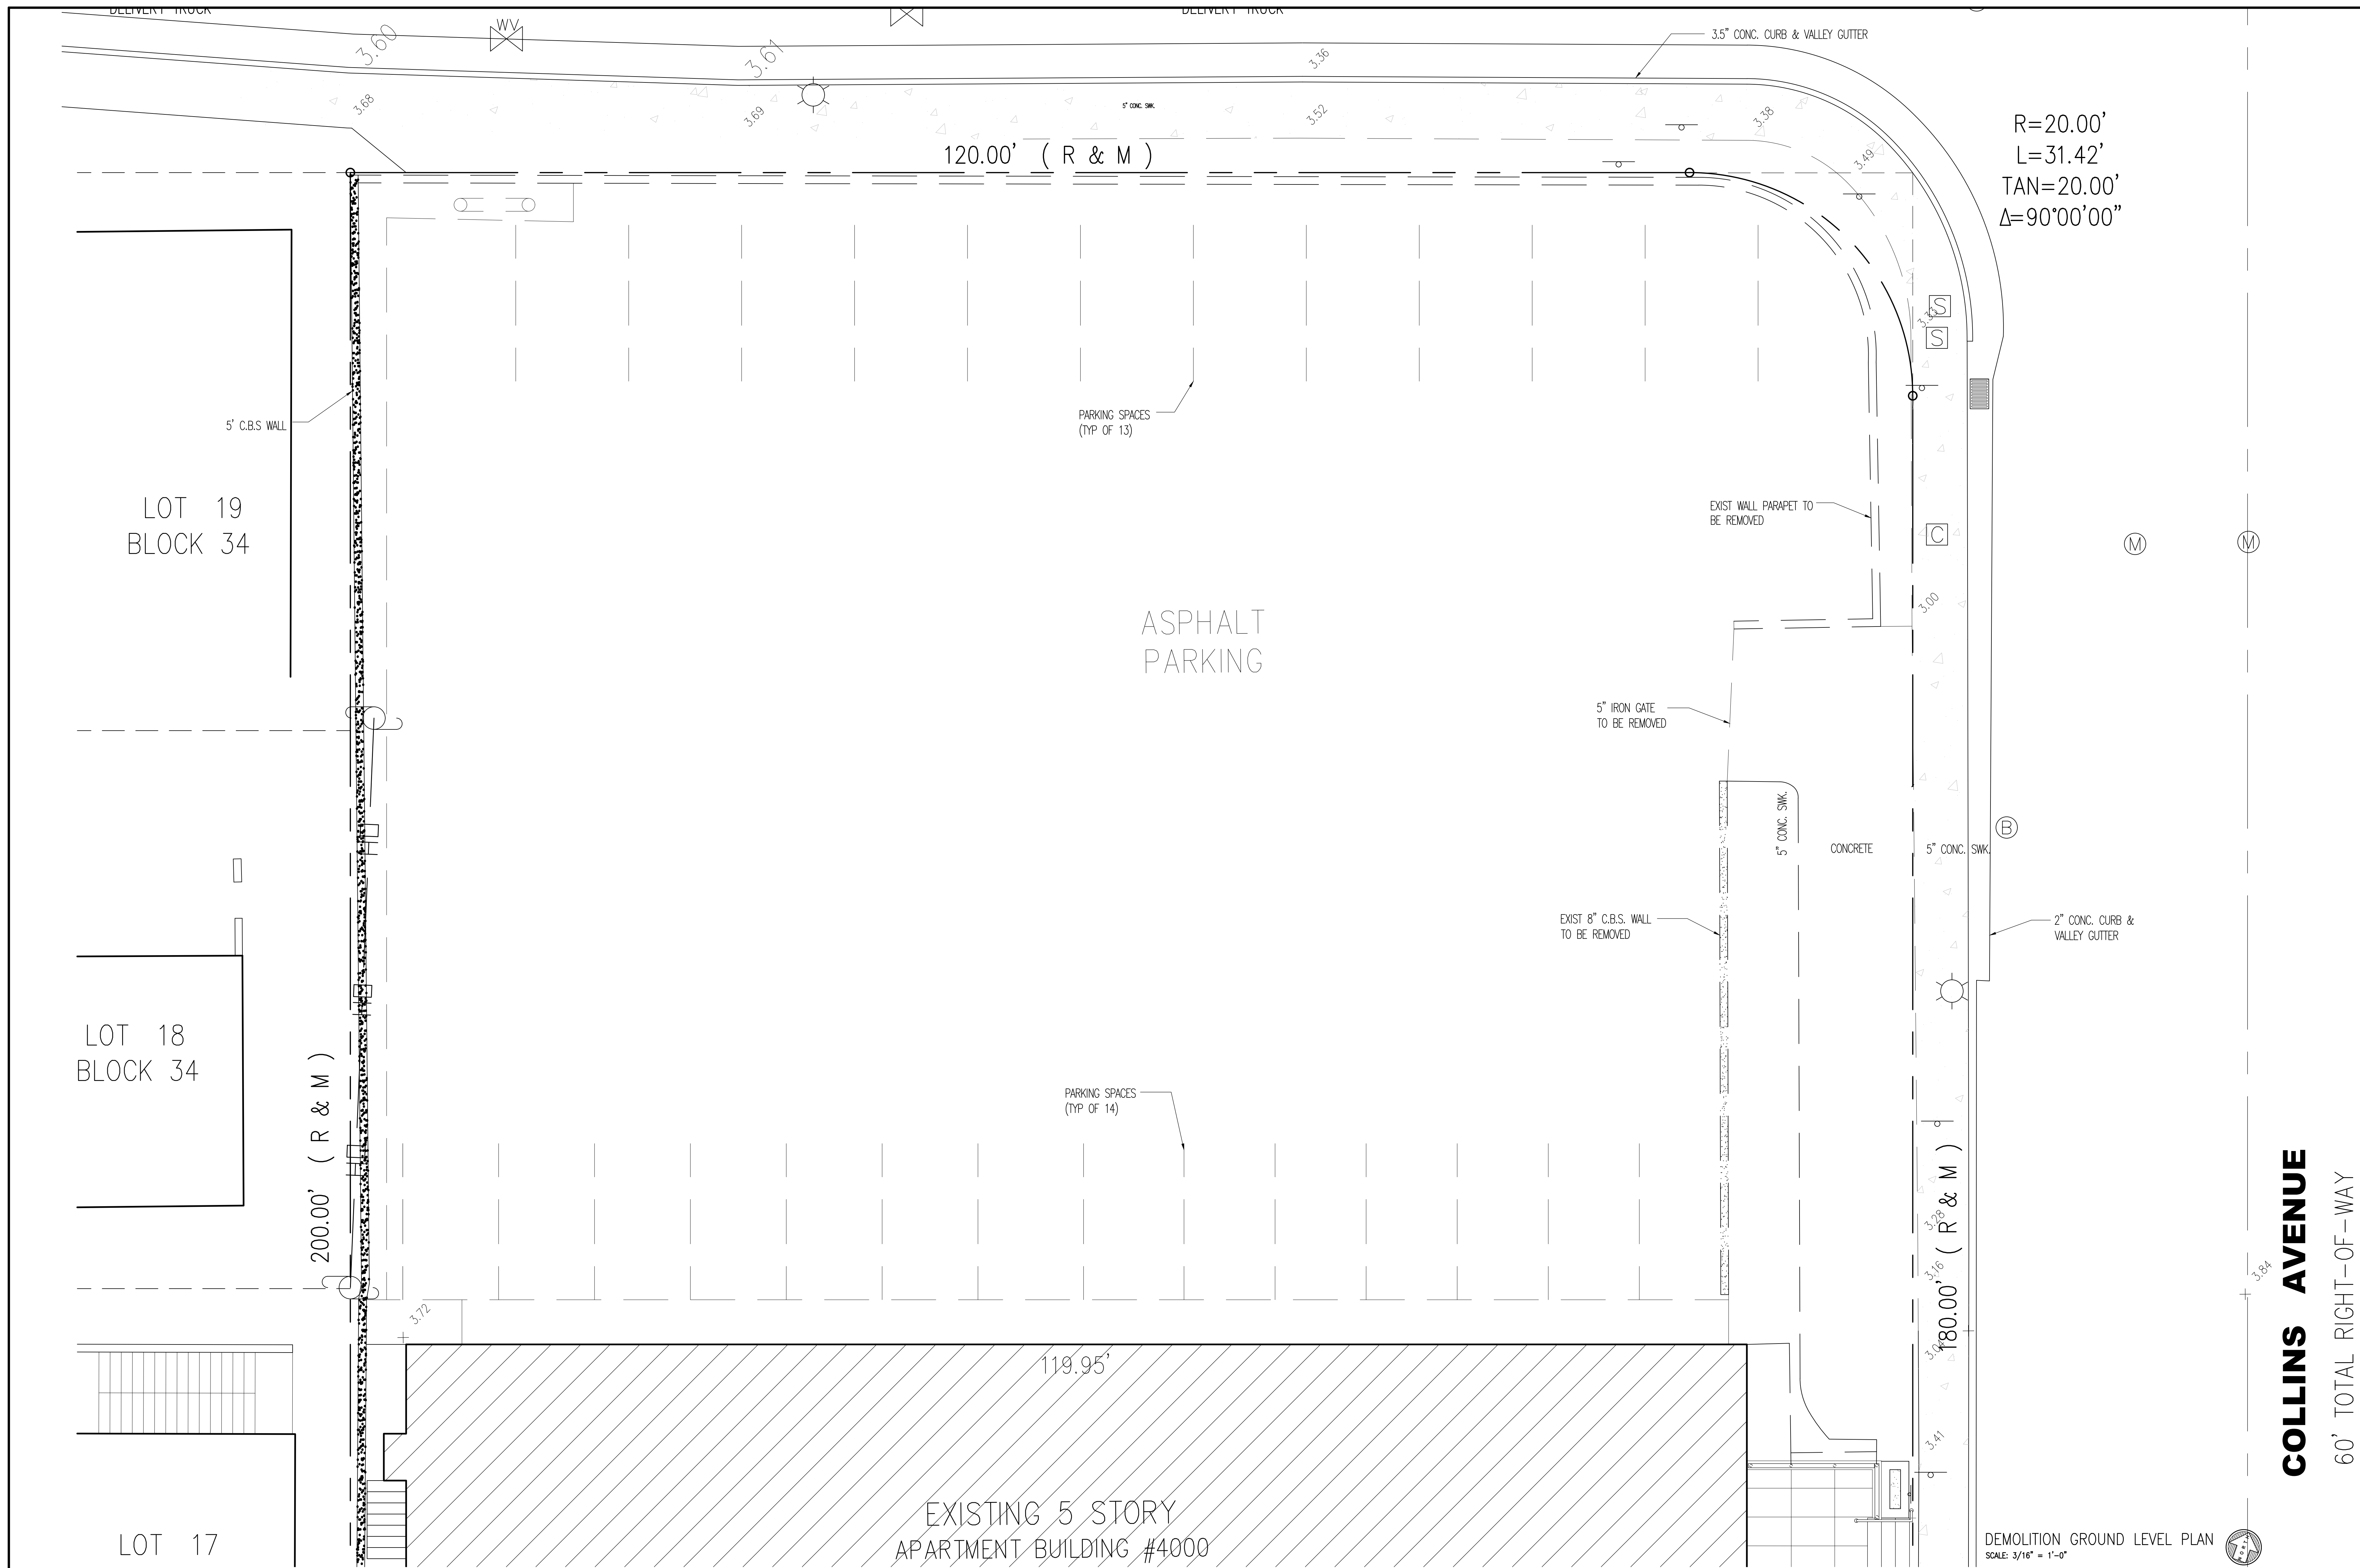 DELIVERY TRUCK
DELIVERY TRUCK
WV
3.60
3.61
3.36
3.5" CONC. CURB & VALLEY GUTTER
3.68
3.69
5" CONC. SWK.
3.52
3.38
3.49
120.00' ( R & M )
R=20.00'
L=31.42'
TAN=20.00'
Δ=90°00'00"
S
3.33
S
5' C.B.S WALL
PARKING SPACES
(TYP OF 13)
LOT 19
BLOCK 34
EXIST WALL PARAPET TO
BE REMOVED
C
M
M
3.00
ASPHALT
PARKING
5" IRON GATE
TO BE REMOVED
5" CONC. SWK.
CONCRETE
5" CONC. SWK.
B
EXIST 8" C.B.S. WALL
TO BE REMOVED
2" CONC. CURB &
VALLEY GUTTER
LOT 18
BLOCK 34
200.00' ( R & M )
PARKING SPACES
(TYP OF 14)
180.00' ( R & M )
3.28
3.16
3.04
3.41
3.84
3.72
119.95'
COLLINS AVENUE
60' TOTAL RIGHT-OF-WAY
EXISTING 5 STORY
APARTMENT BUILDING #4000
LOT 17
DEMOLITION GROUND LEVEL PLAN
SCALE: 3/16" = 1'-0"
NORTH